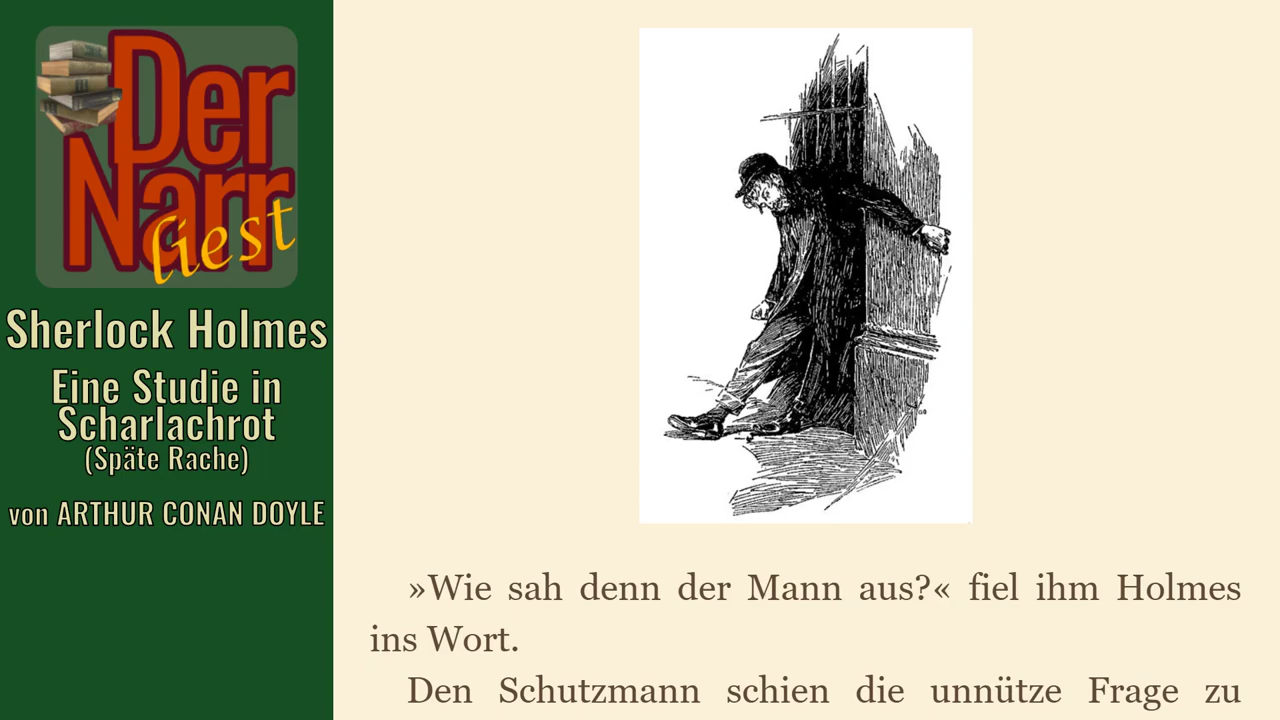 Der
Narr
liest
Sherlock Holmes
Eine Studie in
Scharlachrot
(Späte Rache)
von ARTHUR CONAN DOYLE
»Wie sah denn der Mann aus?« fiel ihm Holmes
ins Wort.
Den Schutzmann schien die unnütze Frage zu